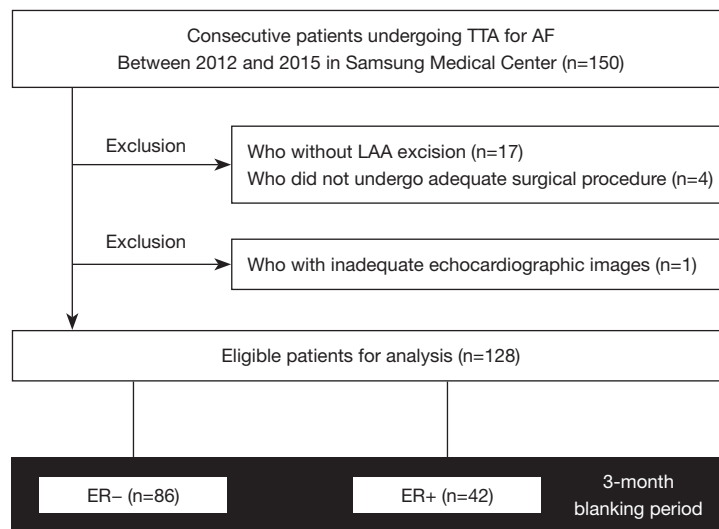 Consecutive patients undergoing TTA for AF
Between 2012 and 2015 in Samsung Medical Center (n=150)
Exclusion
Who without LAA excision (n=17)
Who did not undergo adequate surgical procedure (n=4)
Exclusion
Who with inadequate echocardiographic images (n=1)
Eligible patients for analysis (n=128)
ER− (n=86)
ER+ (n=42)
3-month
blanking period